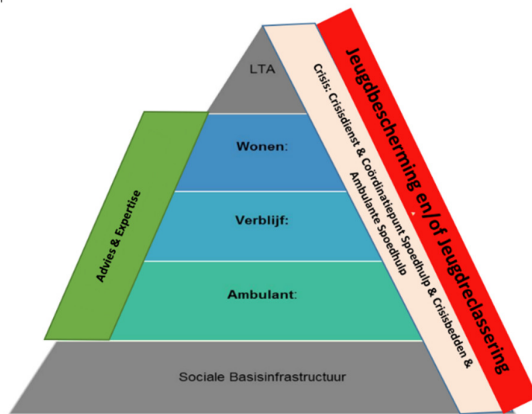 LTA
Wonen:
Verblijf:
Ambulant:
Sociale Basisinfrastructuur
Advies & Expertise
Crisis: Crisisdienst & Coördinatiepunt Spoedhulp & Crisisbedden &
Ambulante Spoedhulp
Jeugdbescherming en/of Jeugdreclassering